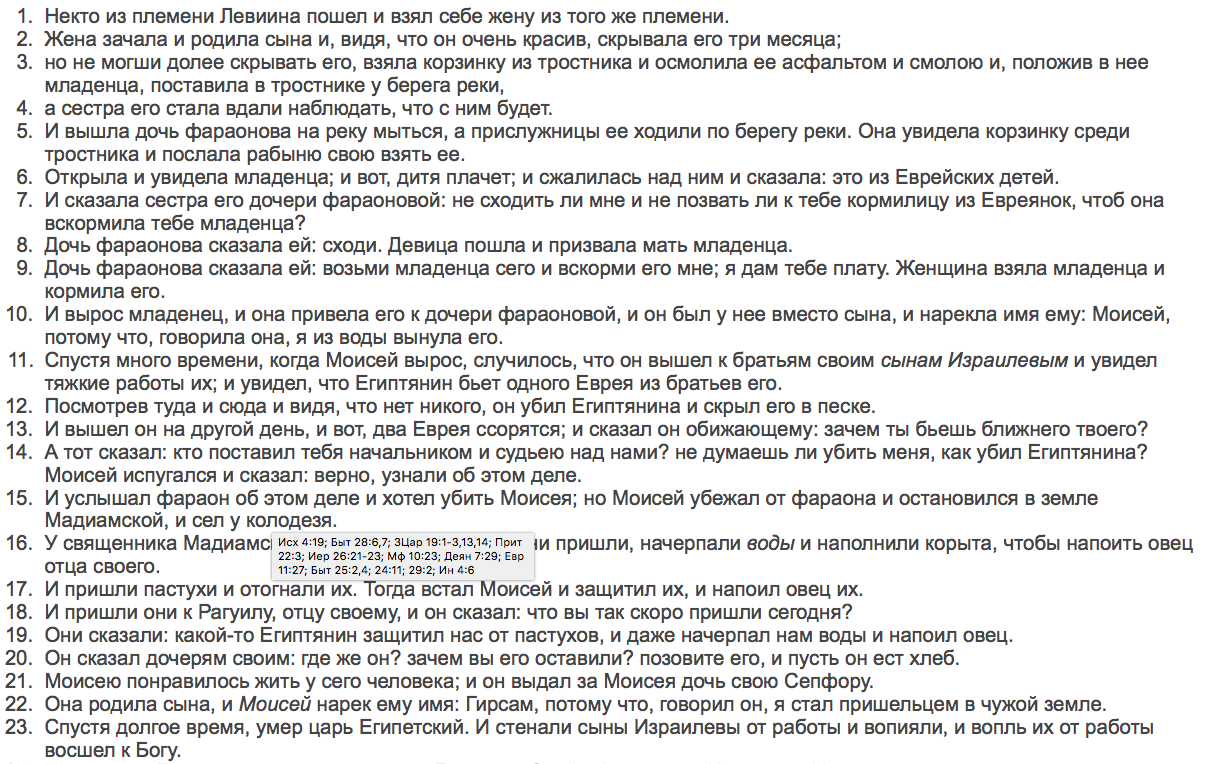 1. Некто из племени Левиина пошел и взял себе жену из того же племени.
2. Жена зачала и родила сына и, видя, что он очень красив, скрывала его три месяца;
3. но не могши долее скрывать его, взяла корзинку из тростника и осмолила ее асфальтом и смолою и, положив в нее
младенца, поставила в тростнике у берега реки,
4. а сестра его стала вдали наблюдать, что с ним будет.
5. И вышла дочь фараонова на реку мыться, а прислужницы ее ходили по берегу реки. Она увидела корзинку среди
тростника и послала рабыню свою взять ее.
6. Открыла и увидела младенца; и вот, дитя плачет; и сжалилась над ним и сказала: это из Еврейских детей.
7. И сказала сестра его дочери фараоновой: не сходить ли мне и не позвать ли к тебе кормилицу из Евреянок, чтоб она
вскормила тебе младенца?
8. Дочь фараонова сказала ей: сходи. Девица пошла и призвала мать младенца.
9. Дочь фараонова сказала ей: возьми младенца сего и вскорми его мне; я дам тебе плату. Женщина взяла младенца и
кормила его.
10. И вырос младенец, и она привела его к дочери фараоновой, и он был у нее вместо сына, и нарекла имя ему: Моисей,
потому что, говорила она, я из воды вынула его.
11. Спустя много времени, когда Моисей вырос, случилось, что он вышел к братьям своим сынам Израилевым и увидел
тяжкие работы их; и увидел, что Египтянин бьет одного Еврея из братьев его.
12. Посмотрев туда и сюда и видя, что нет никого, он убил Египтянина и скрыл его в песке.
13. И вышел он на другой день, и вот, два Еврея ссорятся; и сказал он обижающему: зачем ты бьешь ближнего твоего?
14. А тот сказал: кто поставил тебя начальником и судьею над нами? не думаешь ли убить меня, как убил Египтянина?
Моисей испугался и сказал: верно, узнали об этом деле.
15. И услышал фараон об этом деле и хотел убить Моисея; но Моисей убежал от фараона и остановился в земле
Мадиамской, и сел у колодезя.
16. У священника Мадиамс ни пришли, начерпали воды и наполнили корыта, чтобы напоить овец
Исх 4:19; Быт 28:6,7; 3Цар 19:1-3,13,14; Прит
22:3; Иер 26:21-23; Мф 10:23; Деян 7:29; Евр
11:27; Быт 25:2,4; 24:11; 29:2; Ин 4:6
отца своего.
17. И пришли пастухи и отогнали их. Тогда встал Моисей и защитил их, и напоил овец их.
18. И пришли они к Рагуилу, отцу своему, и он сказал: что вы так скоро пришли сегодня?
19. Они сказали: какой-то Египтянин защитил нас от пастухов, и даже начерпал нам воды и напоил овец.
20. Он сказал дочерям своим: где же он? зачем вы его оставили? позовите его, и пусть он ест хлеб.
21. Моисею понравилось жить у сего человека; и он выдал за Моисея дочь свою Сепфору.
22. Она родила сына, и Моисей нарек ему имя: Гирсам, потому что, говорил он, я стал пришельцем в чужой земле.
23. Спустя долгое время, умер царь Египетский. И стенали сыны Израилевы от работы и вопияли, и вопль их от работы
восшел к Богу.